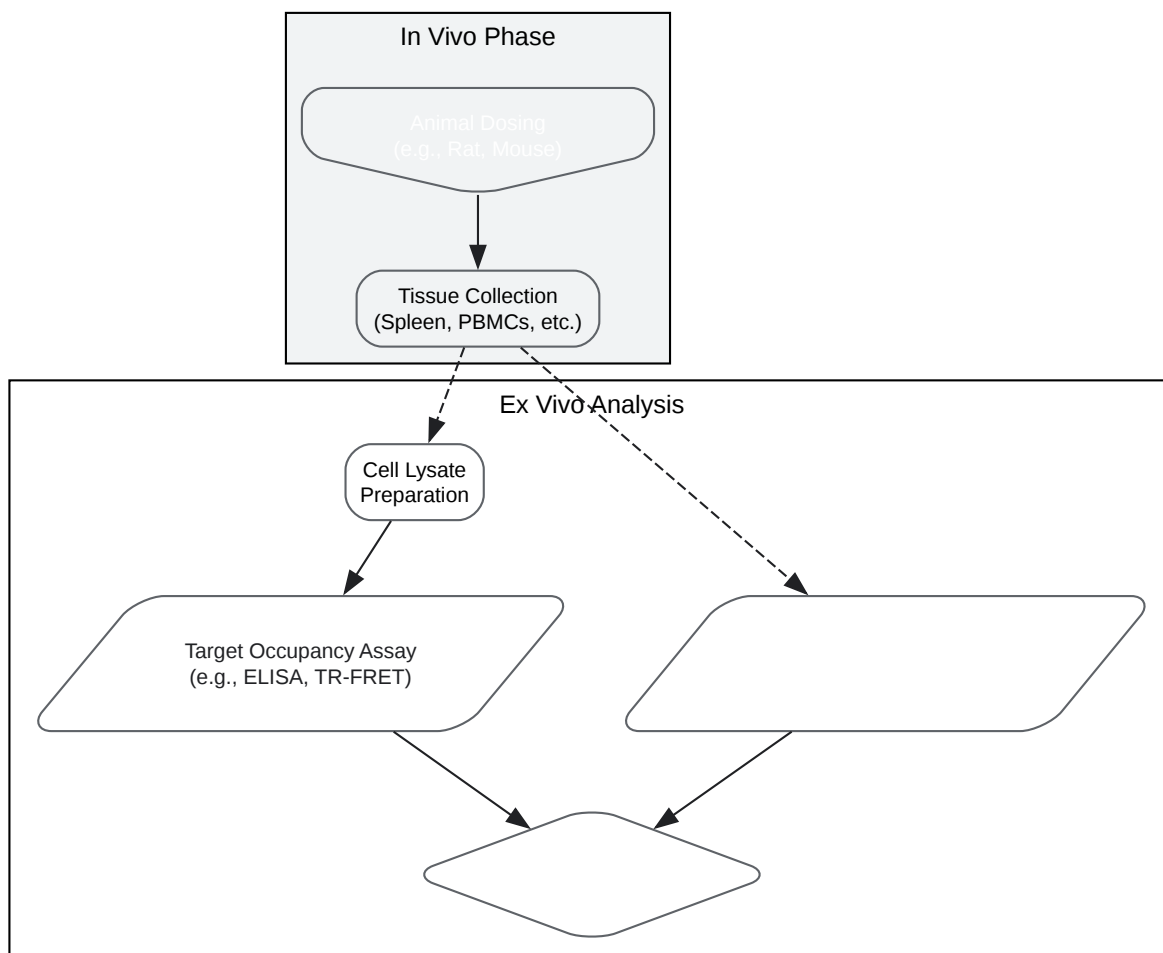 In Vivo Phase
Animal Dosing
(e.g., Rat, Mouse)
Tissue Collection
(Spleen, PBMCs, etc.)
Ex Vivo Analysis
Cell Lysate
Preparation
Target Occupancy Assay
(e.g., ELISA, TR-FRET)